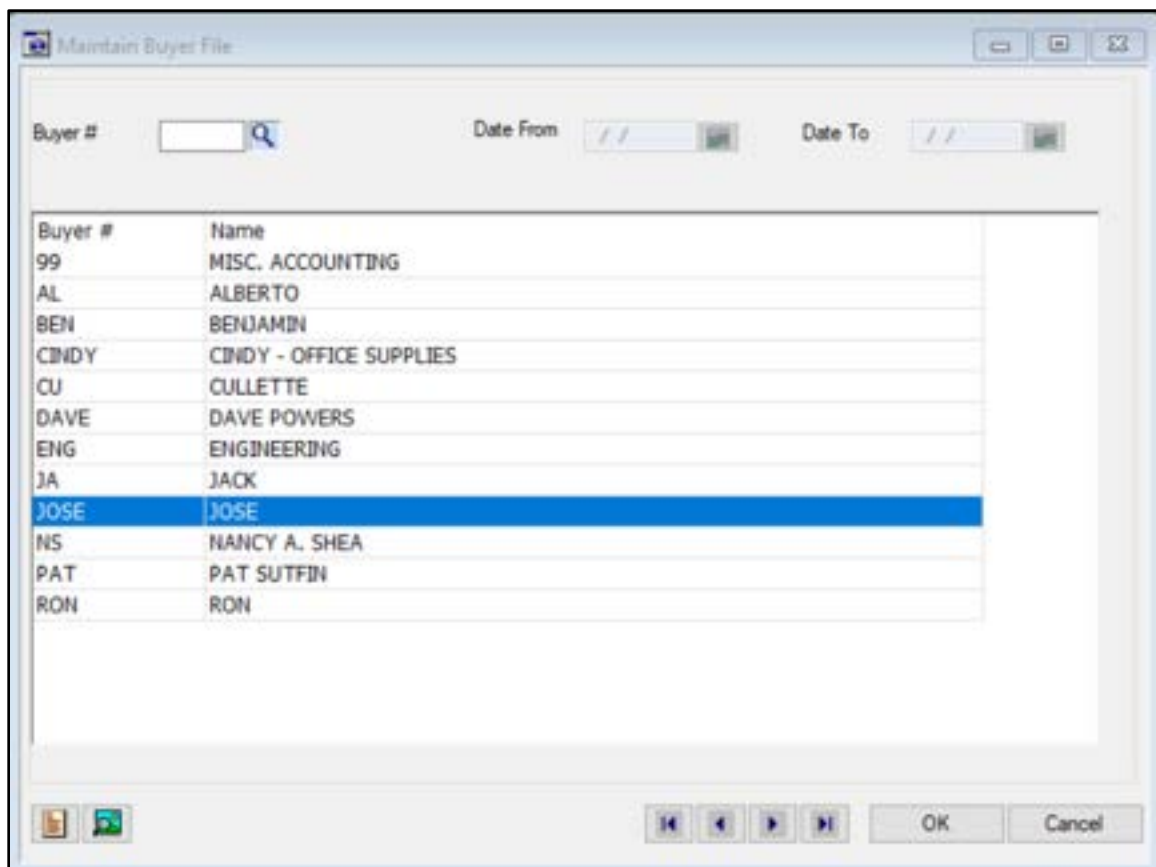 Maintain Buyer File
Buyer # Date From / / Date To / /
Buyer # Name
99 MISC. ACCOUNTING
AL ALBERTO
BEN BENJAMIN
CINDY CINDY - OFFICE SUPPLIES
CU CULLETTE
DAVE DAVE POWERS
ENG ENGINEERING
JA JACK
JOSE JOSE
NS NANCY A. SHEA
PAT PAT SUTFIN
RON RON
OK Cancel